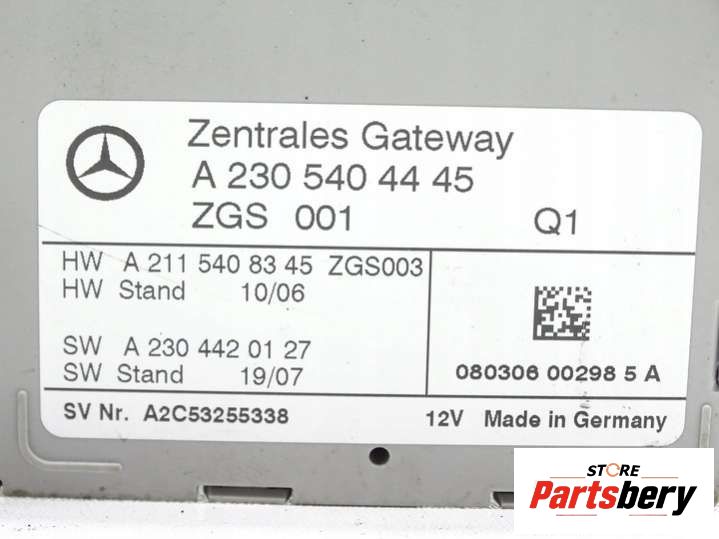 Zentrales Gateway
A 230 540 44 45
ZGS 001 Q1
HW A 211 540 83 45 ZGS003
HW Stand 10/06
SW A 230 442 01 27
SW Stand 19/07
080306 00298 5 A
SV Nr. A2C53255338 12V Made in Germany
STORE
Partsbery